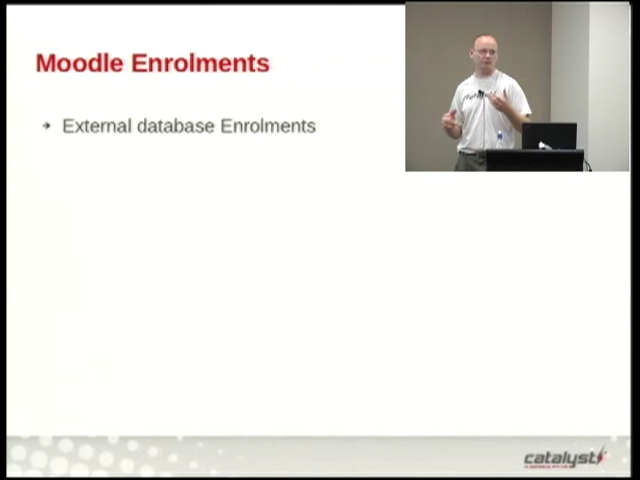 Moodle Enrolments
External database Enrolments
catalyst